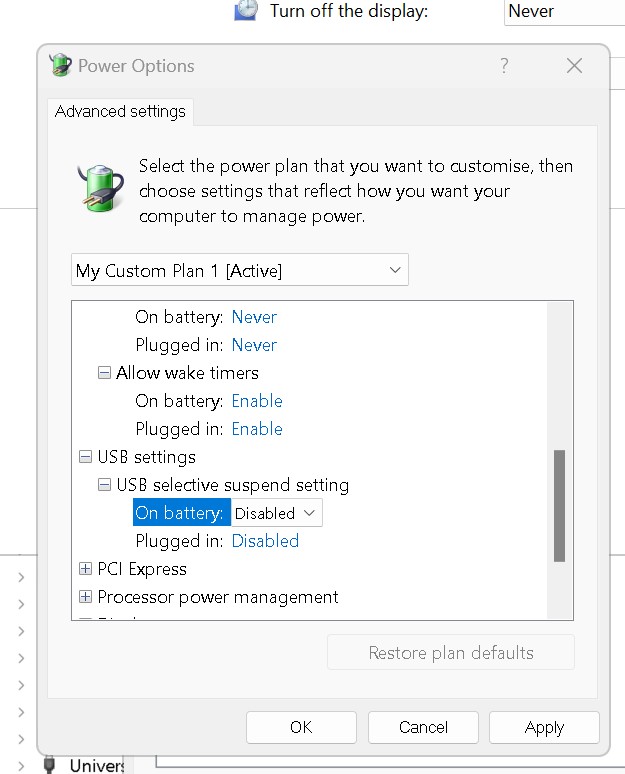 Turn off the display:
Never
Power Options
?
Advanced settings
Select the power plan that you want to customise, then
choose settings that reflect how you want your
computer to manage power.
My Custom Plan 1 [Active]
On battery: Never
Plugged in: Never
Allow wake timers
On battery: Enable
Plugged in: Enable
USB settings
USB selective suspend setting
On battery: Disabled
Plugged in: Disabled
PCI Express
Processor power management
Restore plan defaults
OK
Cancel
Apply